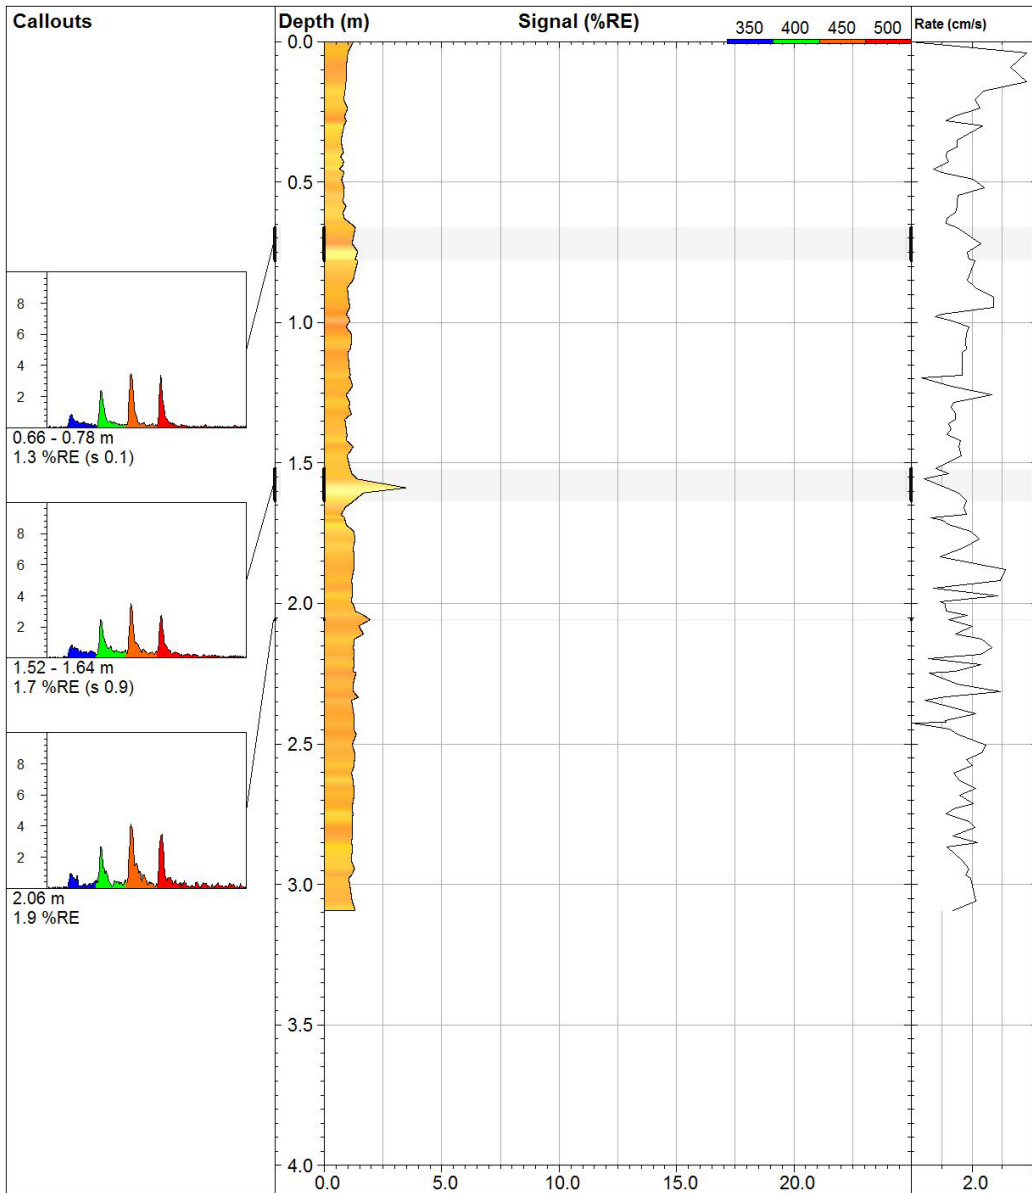 Callouts
Depth (m)
Signal (%RE)
350 400 450 500
Rate (cm/s)
8
6
4
2
0.66 - 0.78 m
1.3 %RE (s 0.1)
8
6
4
2
1.52 - 1.64 m
1.7 %RE (s 0.9)
8
6
4
2
2.06 m
1.9 %RE
0.0
0.5
1.0
1.5
2.0
2.5
3.0
3.5
4.0
0.0 5.0 10.0 15.0 20.0
2.0